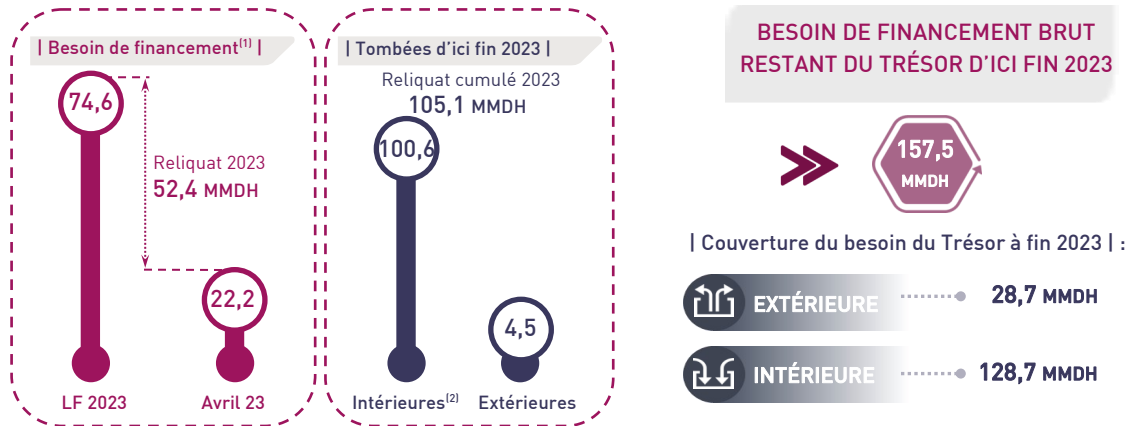 | Besoin de financement(1) |
74,6
Reliquat 2023
52,4 MMDH
22,2
LF 2023
Avril 23
| Tombées d’ici fin 2023 |
Reliquat cumulé 2023
105,1 MMDH
100,6
4,5
Intérieures(2)
Extérieures
BESOIN DE FINANCEMENT BRUT
RESTANT DU TRÉSOR D’ICI FIN 2023
157,5
MMDH
| Couverture du besoin du Trésor à fin 2023 | :
EXTÉRIEURE
28,7 MMDH
INTÉRIEURE
128,7 MMDH